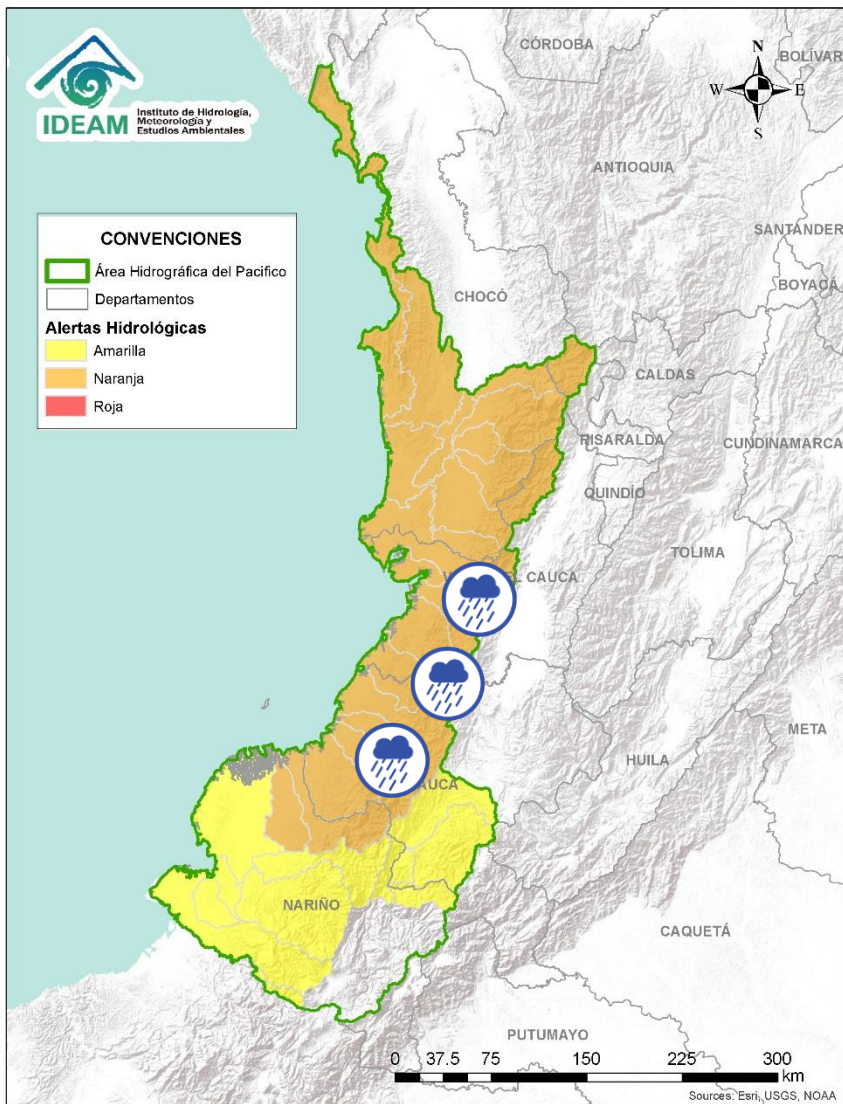 IDEAM
Instituto de Hidrología,
Meteorología y
Estudios Ambientales
CÓRDOBA
BOLÍVAR
N
W
E
S
ANTIOQUIA
SANTANDER
BOYACÁ
CONVENCIONES
Área Hidrográfica del Pacifico
Departamentos
Alertas Hidrológicas
Amarilla
Naranja
Roja
CHOCÓ
CALDAS
RISARALDA
CUNDINAMARCA
QUINDÍO
TOLIMA
EL CAUCA
META
HUILA
AUCA
NARIÑO
CAQUETÁ
PUTUMAYO
0 37.5 75 150 225 300
km
Sources: Esri, USGS, NOAA